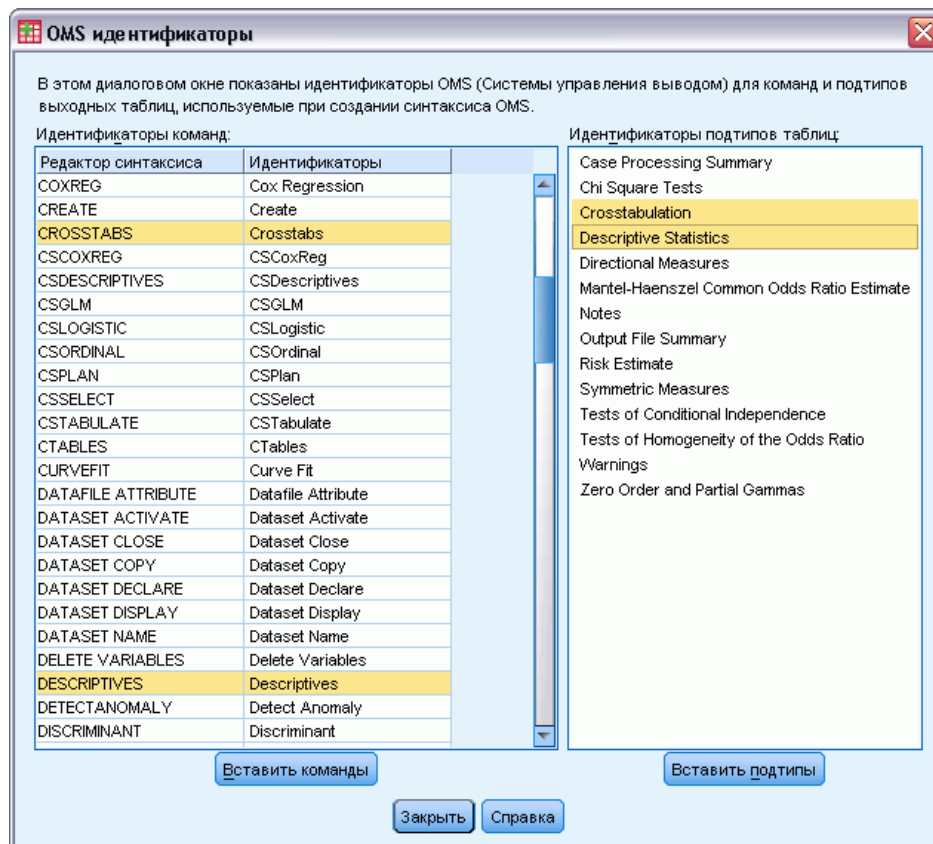 OMS идентификаторы
В этом диалоговом окне показаны идентификаторы OMS (Системы управления выводом) для команд и подтипов
выходных таблиц, используемые при создании синтаксиса OMS.
Идентификаторы команд:
Редактор синтаксиса Идентификаторы
COXREG Cox Regression
CREATE Create
CROSSTABS Crosstabs
CSCOXREG CSCoxReg
CSDESCRIPTIVES CSDescriptives
CSGLM CSGLM
CSLOGISTIC CSLogistic
CSORDINAL CSOrdinal
CSPLAN CSPlan
CSSELECT CSSelect
CSTABULATE CSTabulate
CTABLES CTables
CURVEFIT Curve Fit
DATAFILE ATTRIBUTE Datafile Attribute
DATASET ACTIVATE Dataset Activate
DATASET CLOSE Dataset Close
DATASET COPY Dataset Copy
DATASET DECLARE Dataset Declare
DATASET DISPLAY Dataset Display
DATASET NAME Dataset Name
DELETE VARIABLES Delete Variables
DESCRIPTIVES Descriptives
DETECTANOMALY Detect Anomaly
DISCRIMINANT Discriminant
Вставить команды
Идентификаторы подтипов таблиц:
Case Processing Summary
Chi Square Tests
Crosstabulation
Descriptive Statistics
Directional Measures
Mantel-Haenszel Common Odds Ratio Estimate
Notes
Output File Summary
Risk Estimate
Symmetric Measures
Tests of Conditional Independence
Tests of Homogeneity of the Odds Ratio
Warnings
Zero Order and Partial Gammas
Вставить подтипы
Закрыть Справка